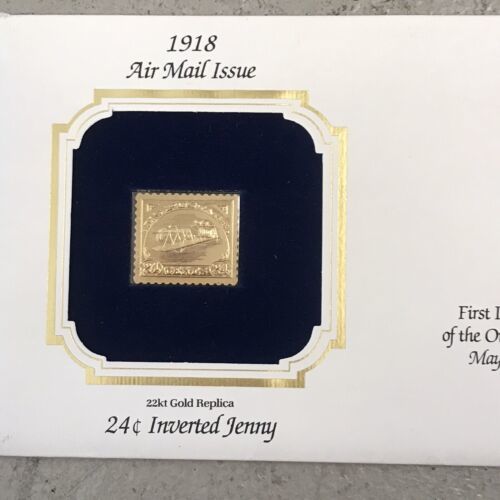 1918
Air Mail Issue
22kt Gold Replica
24¢ Inverted Jenny
First
of the
May